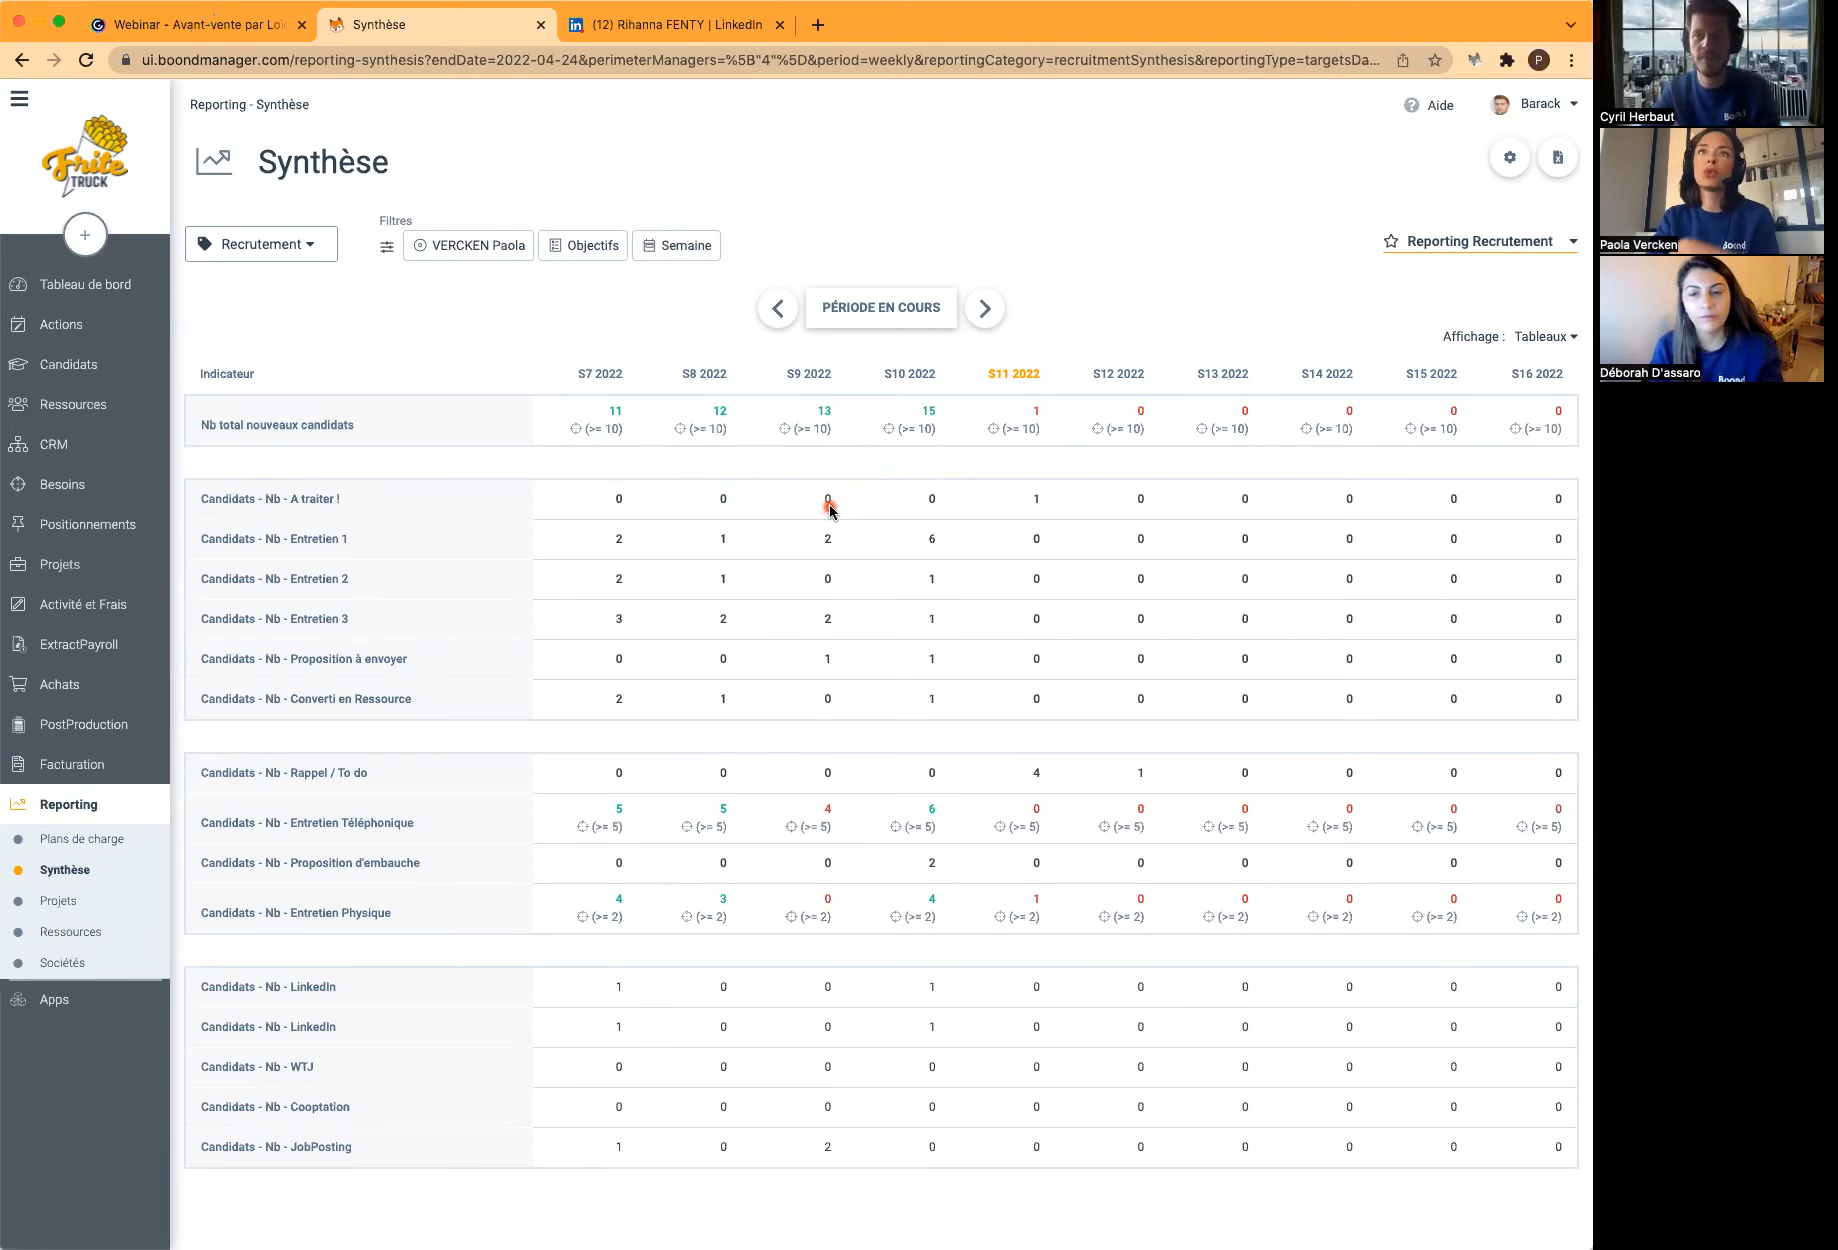 Webinar - Avant-vente par Loï
Synthèse
(12) Rihanna FENTY | LinkedIn
ui.boondmanager.com/reporting-synthesis?endDate=2022-04-24&perimeterManagers=%5B"4"%5D&period=weekly&reportingCategory=recruitmentSynthesis&reportingType=targetsDa...
P
Frite
TRUCK
Tableau de bord
Actions
Candidats
Ressources
CRM
Besoins
Positionnements
Projets
Activité et Frais
ExtractPayroll
Achats
PostProduction
Facturation
Reporting
Plans de charge
Synthèse
Projets
Ressources
Sociétés
Apps
Reporting - Synthèse
Aide
Barack
Synthèse
Recrutement
Filtres
VERCKEN Paola
Objectifs
Semaine
Reporting Recrutement
PÉRIODE EN COURS
Affichage : Tableaux
Indicateur S7 2022 S8 2022 S9 2022 S10 2022 S11 2022 S12 2022 S13 2022 S14 2022 S15 2022 S16 2022
11 12 13 15 1 0 0 0 0 0
Nb total nouveaux candidats
(>= 10) (>= 10) (>= 10) (>= 10) (>= 10) (>= 10) (>= 10) (>= 10) (>= 10) (>= 10)
Candidats - Nb - A traiter ! 0 0 0 0 1 0 0 0 0 0
Candidats - Nb - Entretien 1 2 1 2 6 0 0 0 0 0 0
Candidats - Nb - Entretien 2 2 1 0 1 0 0 0 0 0 0
Candidats - Nb - Entretien 3 3 2 2 1 0 0 0 0 0 0
Candidats - Nb - Proposition à envoyer 0 0 1 1 0 0 0 0 0 0
Candidats - Nb - Converti en Ressource 2 1 0 1 0 0 0 0 0 0
Candidats - Nb - Rappel / To do 0 0 0 0 4 1 0 0 0 0
5 5 4 6 0 0 0 0 0 0
Candidats - Nb - Entretien Téléphonique
(>= 5) (>= 5) (>= 5) (>= 5) (>= 5) (>= 5) (>= 5) (>= 5) (>= 5) (>= 5)
Candidats - Nb - Proposition d'embauche 0 0 0 2 0 0 0 0 0 0
4 3 0 4 1 0 0 0 0 0
Candidats - Nb - Entretien Physique
(>= 2) (>= 2) (>= 2) (>= 2) (>= 2) (>= 2) (>= 2) (>= 2) (>= 2) (>= 2)
Candidats - Nb - LinkedIn 1 0 0 1 0 0 0 0 0 0
Candidats - Nb - LinkedIn 1 0 0 1 0 0 0 0 0 0
Candidats - Nb - WTJ 0 0 0 0 0 0 0 0 0 0
Candidats - Nb - Cooptation 0 0 0 0 0 0 0 0 0 0
Candidats - Nb - JobPosting 1 0 2 0 0 0 0 0 0 0
Cyril Herbaut
Paola Vercken
Boond
Déborah D'assaro